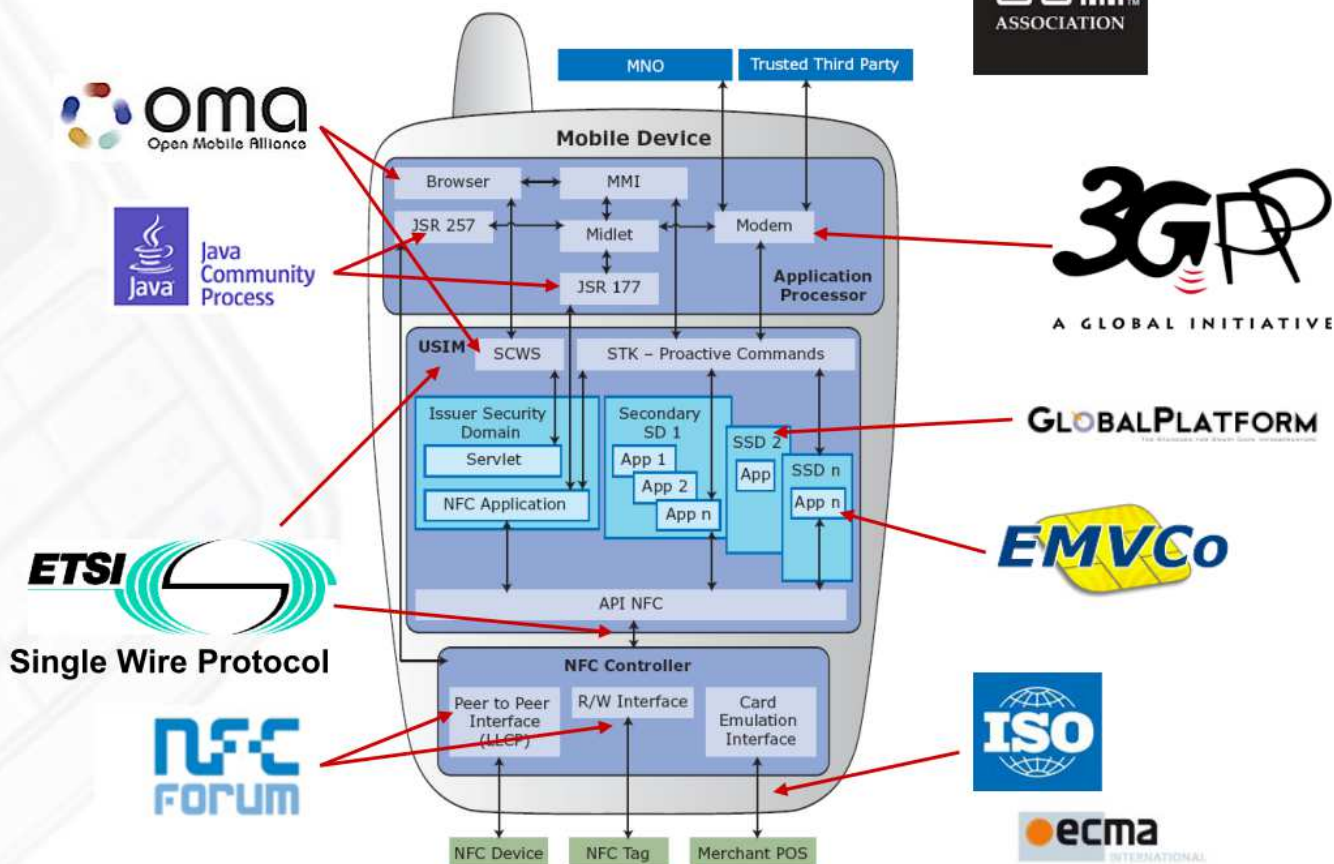 ASSOCIATION
MNO
Trusted Third Party
oma
Open Mobile Alliance
Mobile Device
Browser
MMI
JSR 257
Midlet
Modem
JSR 177
Application
Processor
Java
Java
Community
Process
3GPP
A GLOBAL INITIATIVE
USIM
SCWS
STK – Proactive Commands
Issuer Security
Domain
Servlet
NFC Application
Secondary
SD 1
App 1
App 2
App n
SSD 2
App
SSD n
App n
GLOBALPLATFORM
EMVCo
API NFC
ETSI
Single Wire Protocol
NFC Controller
Peer to Peer
Interface
(LLCP)
R/W Interface
Card
Emulation
Interface
NFC
FORUM
ISO
ecma
INTERNATIONAL
NFC Device
NFC Tag
Merchant POS